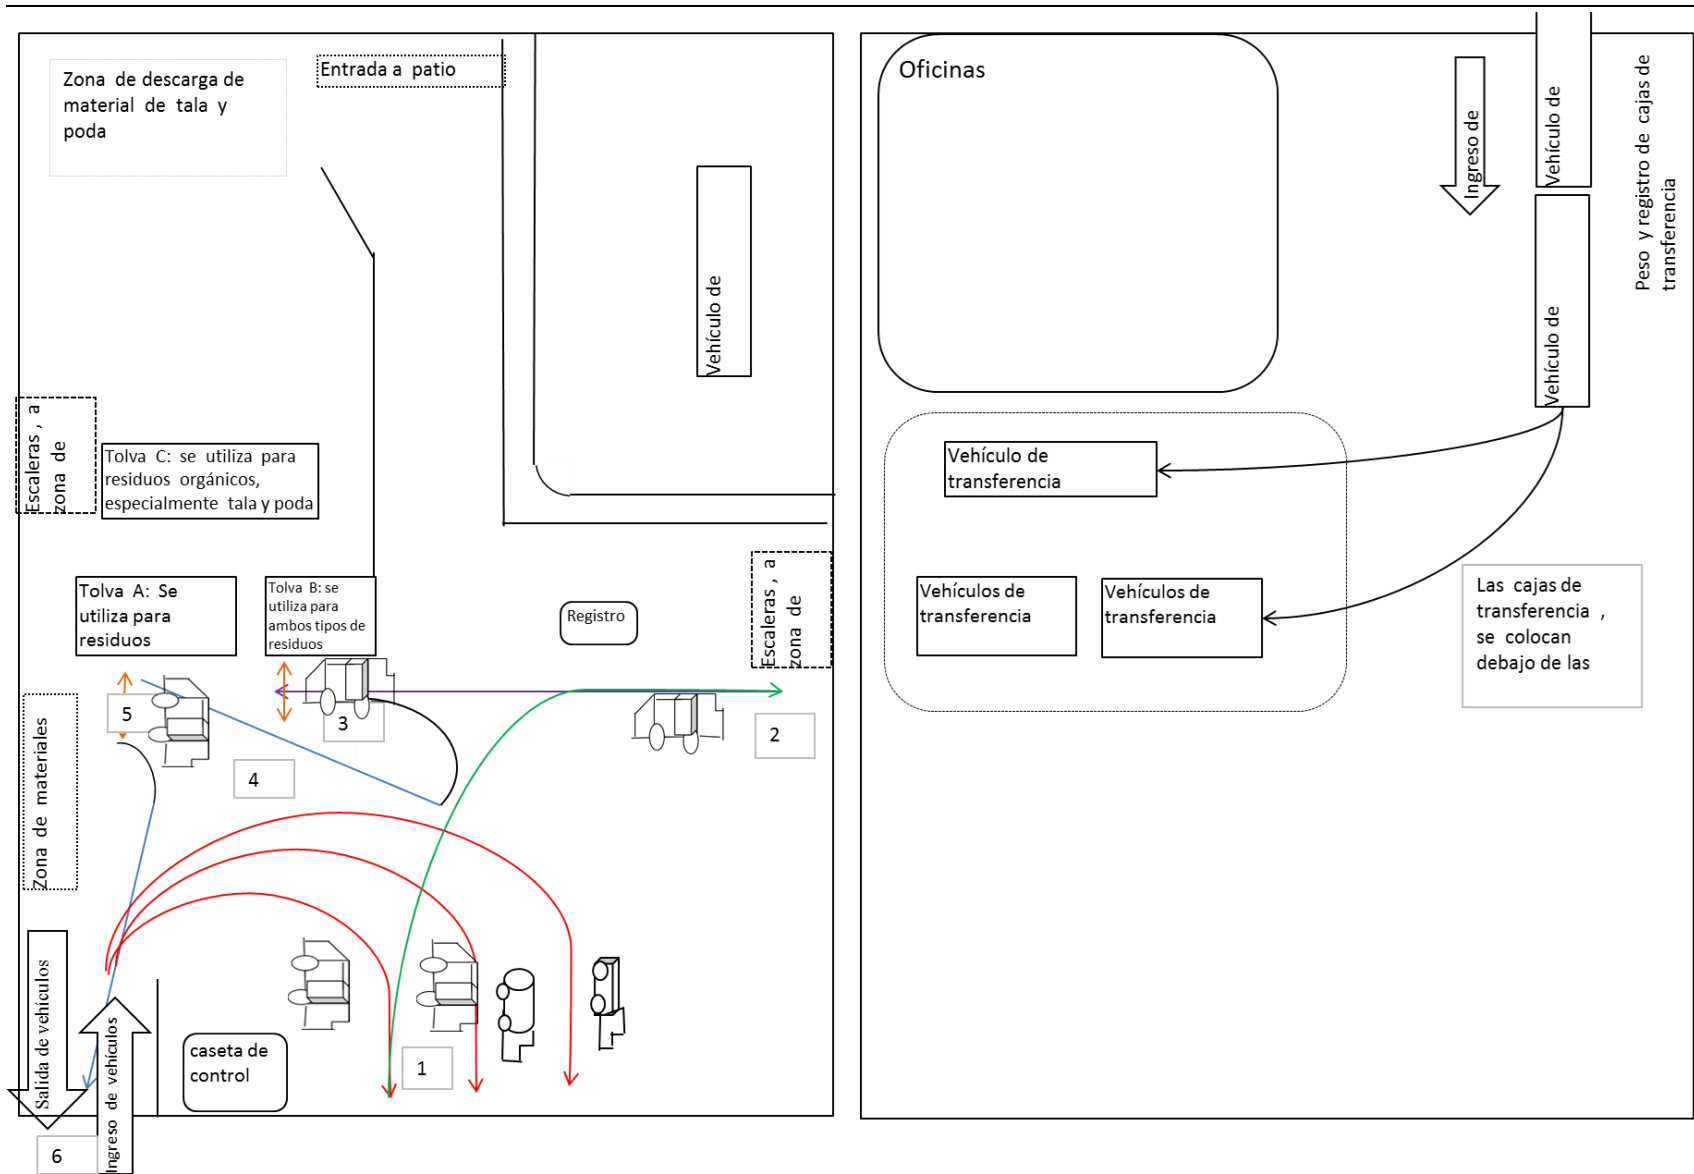 Zona de descarga de
material de tala y
poda
Entrada a patio
Vehículo de
Escaleras , a
zona de
Tolva C: se utiliza para
residuos orgánicos,
especialmente tala y poda
Tolva A: Se
utiliza para
residuos
Tolva B: se
utiliza para
ambos tipos de
residuos
Registro
Escaleras , a
zona de
5
3
2
4
Zona de materiales
1
caseta de
control
Salida de vehículos
Ingreso de vehículos
6
Oficinas
Ingreso de
Vehículo de
Vehículo de
Peso y registro de cajas de
transferencia
Vehículo de
transferencia
Vehículos de
transferencia
Vehículos de
transferencia
Las cajas de
transferencia ,
se colocan
debajo de las